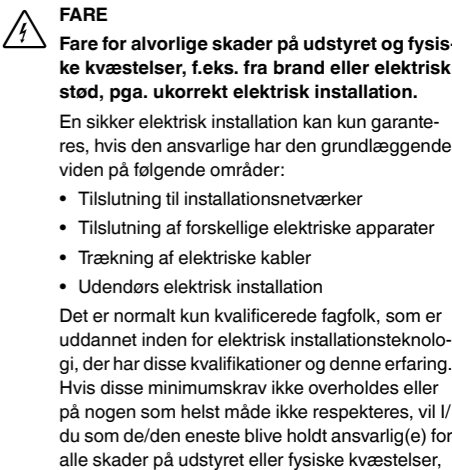 FARE
Fare for alvorlige skader på udstyret og fysis-
ke kvæstelser, f.eks. fra brand eller elektrisk
stød, pga. ukorrekt elektrisk installation.
En sikker elektrisk installation kan kun garante-
res, hvis den ansvarlige har den grundlæggende
viden på følgende områder:
• Tilslutning til installationsnetværker
• Tilslutning af forskellige elektriske apparater
• Trækning af elektriske kabler
• Udendørs elektrisk installation
Det er normalt kun kvalificerede fagfolk, som er
uddannet inden for elektrisk installationsteknolo-
gi, der har disse kvalifikationer og denne erfaring.
Hvis disse minimumskrav ikke overholdes eller
på nogen som helst måde ikke respekteres, vil I/
du som de/den eneste blive holdt ansvarlig(e) for
alle skader på udstyret eller fysiske kvæstelser,